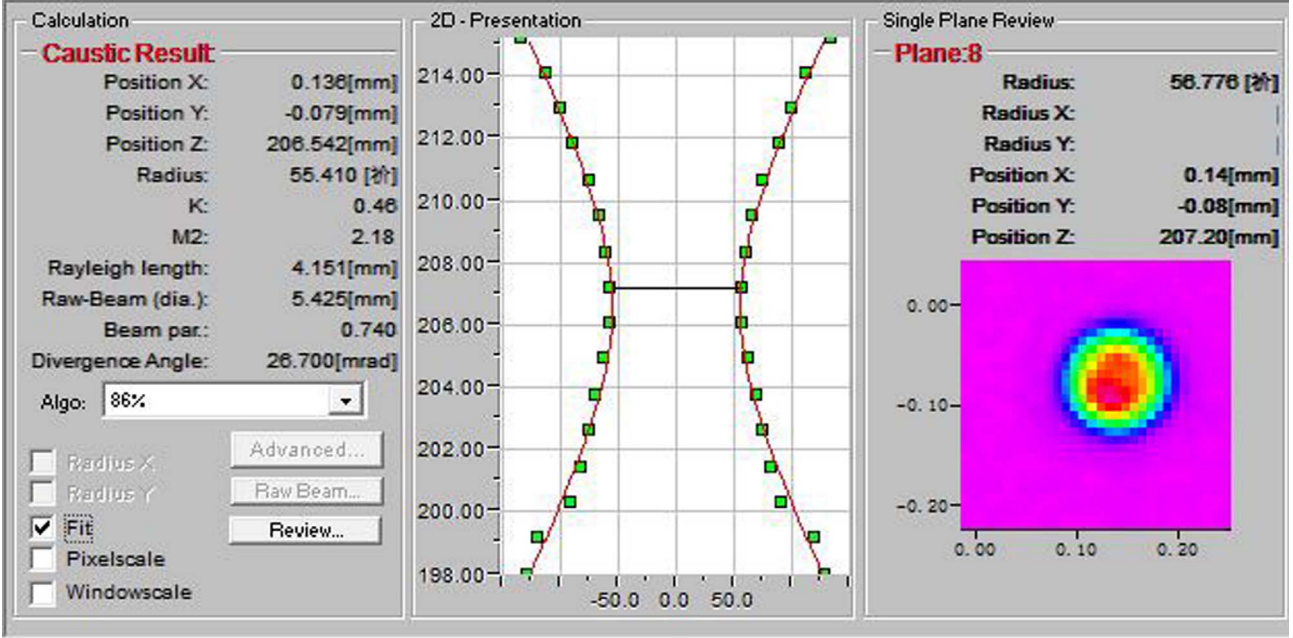 Calculation
Caustic Result:
Position X: 0.136[mm]
Position Y: -0.079[mm]
Position Z: 206.542[mm]
Radius: 55.410 [祄]
K: 0.46
M2: 2.18
Rayleigh length: 4.151[mm]
Raw-Beam (dia.): 5.425[mm]
Beam par.: 0.740
Divergence Angle: 26.700[mrad]
Algo: 86%
Radius X
Radius Y
Fit
Pixelscale
Windowscale
Advanced...
Raw Beam...
Review...
2D - Presentation
214.00
212.00
210.00
208.00
206.00
204.00
202.00
200.00
198.00
-50.0 0.0 50.0
Single Plane Review
Plane:8
Radius: 56.776 [祄]
Radius X:
Radius Y:
Position X: 0.14[mm]
Position Y: -0.08[mm]
Position Z: 207.20[mm]
0.00
-0.10
-0.20
0.00 0.10 0.20